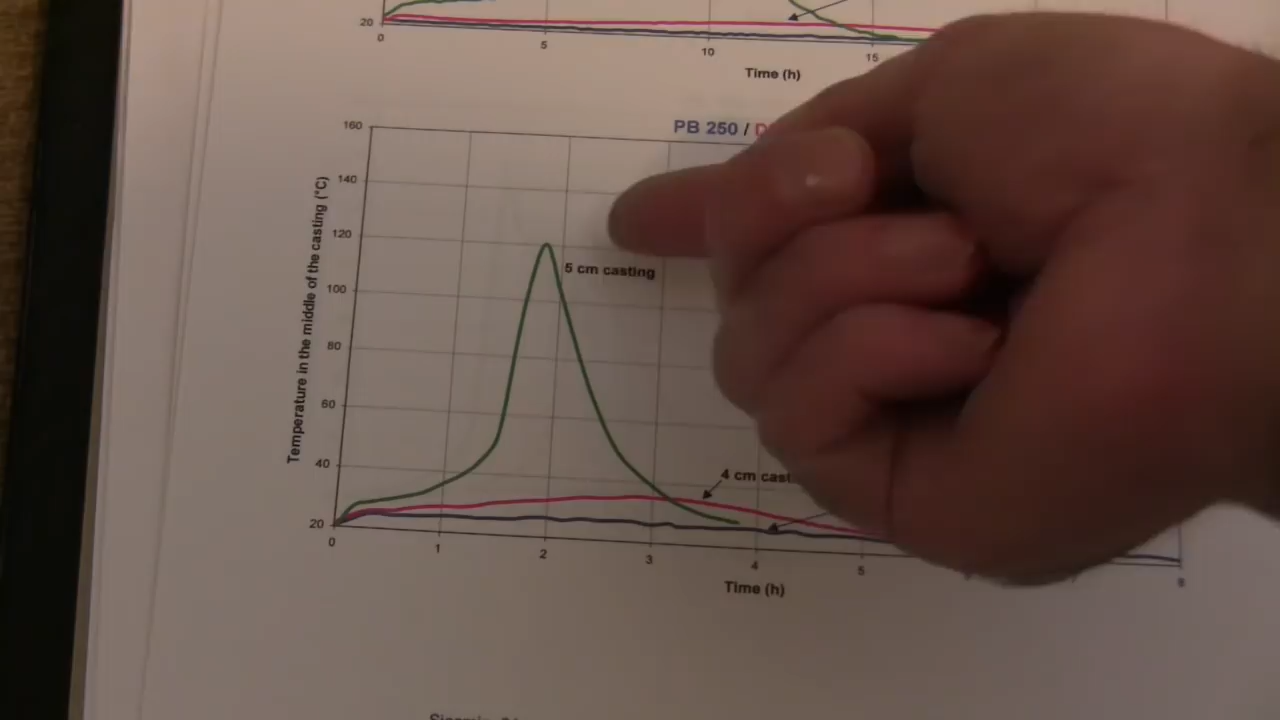 20
0 5 10 15
Time (h)
PB 250 / D
160
140
120
100
80
60
40
20
Temperature in the middle of the casting (°C)
5 cm casting
4 cm cast
0 1 2 3 4 5 8
Time (h)